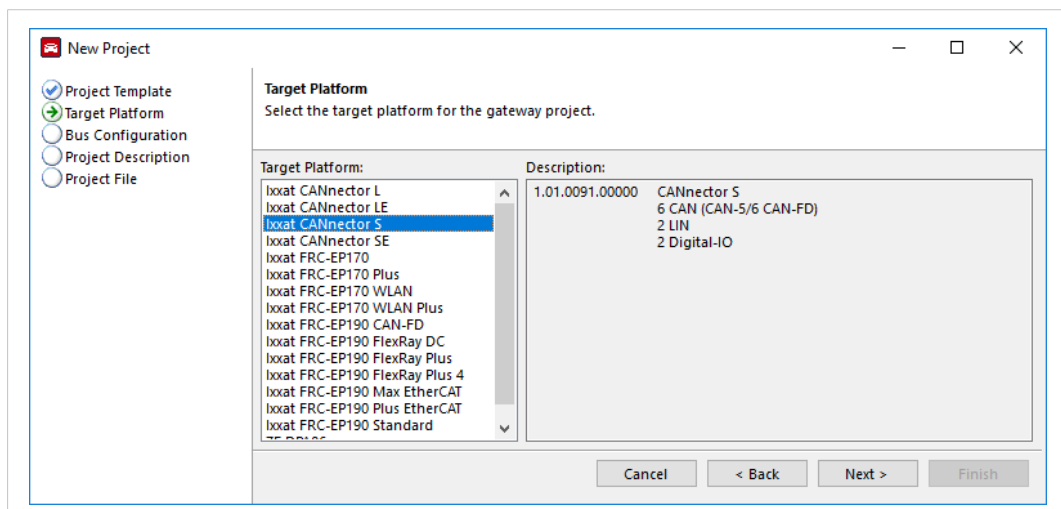 New Project
Project Template
Target Platform
Bus Configuration
Project Description
Project File
Target Platform
Select the target platform for the gateway project.
Target Platform:
Ixxat CANnector L
Ixxat CANnector LE
Ixxat CANnector S
Ixxat CANnector SE
Ixxat FRC-EP170
Ixxat FRC-EP170 Plus
Ixxat FRC-EP170 WLAN
Ixxat FRC-EP170 WLAN Plus
Ixxat FRC-EP190 CAN-FD
Ixxat FRC-EP190 FlexRay DC
Ixxat FRC-EP190 FlexRay Plus
Ixxat FRC-EP190 FlexRay Plus 4
Ixxat FRC-EP190 Max EtherCAT
Ixxat FRC-EP190 Plus EtherCAT
Ixxat FRC-EP190 Standard
Description:
1.01.0091.00000 CANnector S
6 CAN (CAN-5/6 CAN-FD)
2 LIN
2 Digital-IO
Cancel
< Back
Next >
Finish